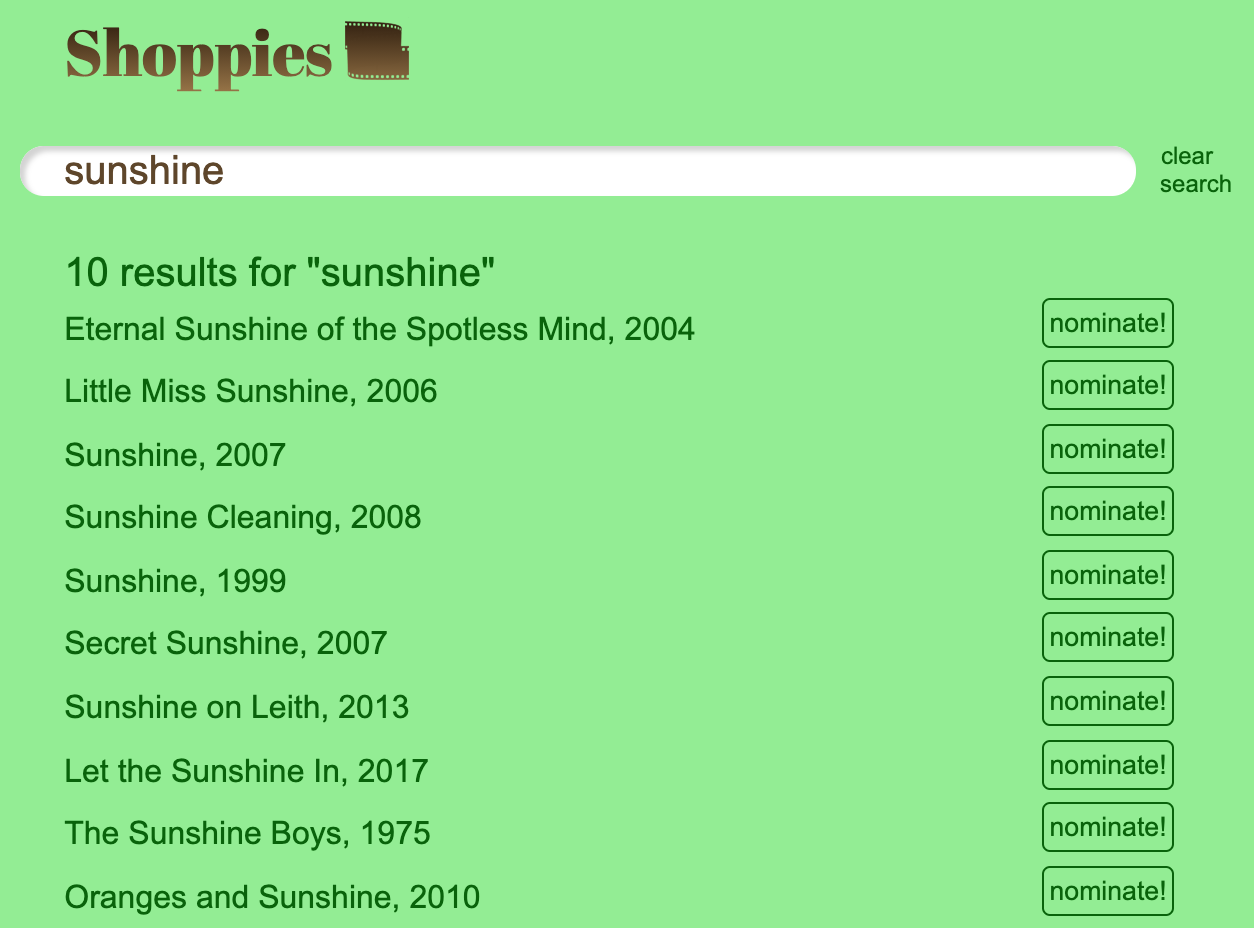 Shoppies
sunshine
clear
search
10 results for "sunshine"
Eternal Sunshine of the Spotless Mind, 2004
nominate!
Little Miss Sunshine, 2006
nominate!
Sunshine, 2007
nominate!
Sunshine Cleaning, 2008
nominate!
Sunshine, 1999
nominate!
Secret Sunshine, 2007
nominate!
Sunshine on Leith, 2013
nominate!
Let the Sunshine In, 2017
nominate!
The Sunshine Boys, 1975
nominate!
Oranges and Sunshine, 2010
nominate!